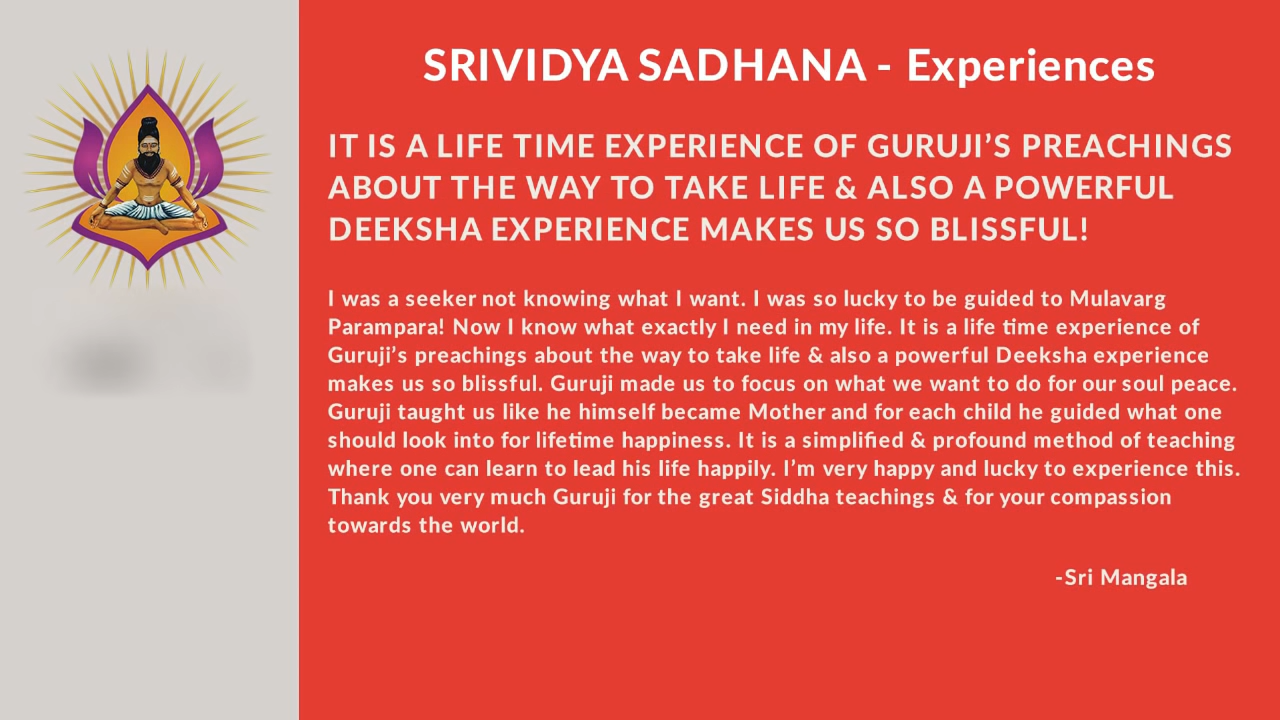 SRIVIDYA SADHANA - Experiences
IT IS A LIFE TIME EXPERIENCE OF GURUJI’S PREACHINGS
ABOUT THE WAY TO TAKE LIFE & ALSO A POWERFUL
DEEKSHA EXPERIENCE MAKES US SO BLISSFUL!
I was a seeker not knowing what I want. I was so lucky to be guided to Mulavarg
Parampara! Now I know what exactly I need in my life. It is a life time experience of
Guruji’s preachings about the way to take life & also a powerful Deeksha experience
makes us so blissful. Guruji made us to focus on what we want to do for our soul peace.
Guruji taught us like he himself became Mother and for each child he guided what one
should look into for lifetime happiness. It is a simplified & profound method of teaching
where one can learn to lead his life happily. I’m very happy and lucky to experience this.
Thank you very much Guruji for the great Siddha teachings & for your compassion
towards the world.
-Sri Mangala